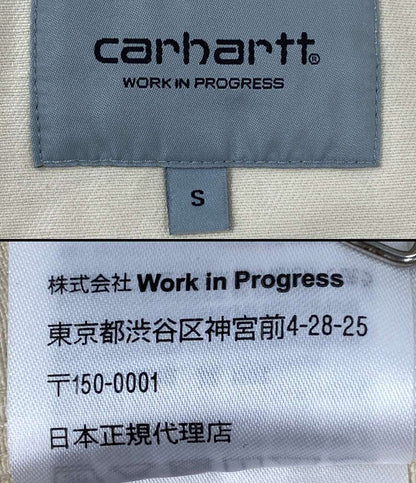 carhartt®
WORK IN PROGRESS
S
株式会社 Work in Progress
東京都渋谷区神宮前4-28-25
〒150-0001
日本正規代理店